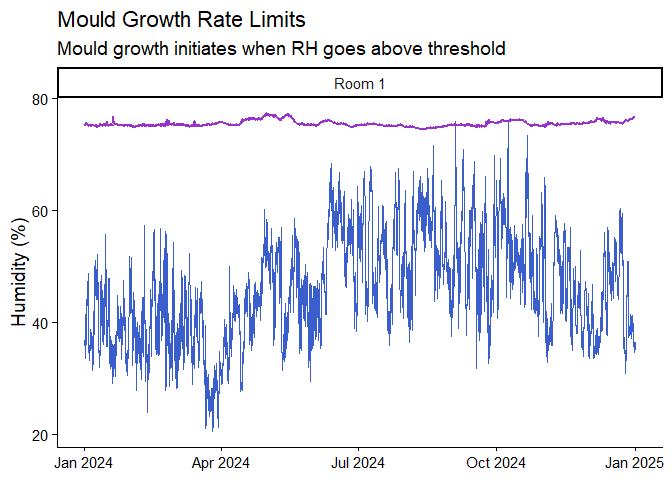 Mould Growth Rate Limits
Mould growth initiates when RH goes above threshold
Room 1
Humidity (%)
80
60
40
20
Jan 2024
Apr 2024
Jul 2024
Oct 2024
Jan 2025